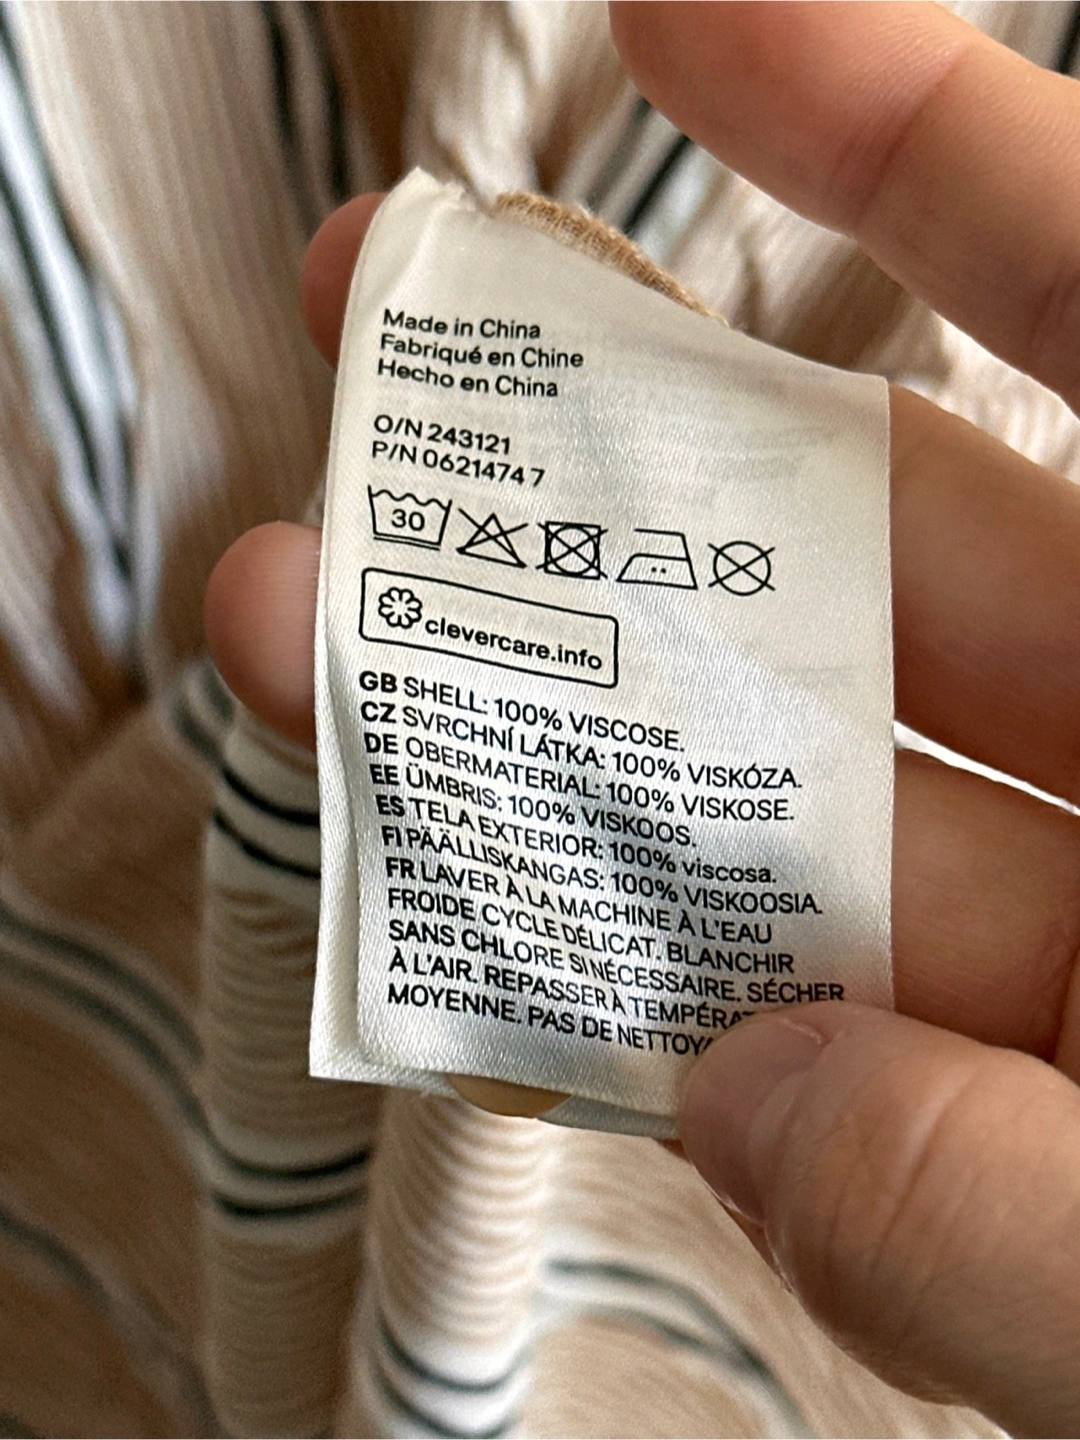 Made in China
Fabriqué en Chine
Hecho en China
O/N 243121
P/N 0621474 7
30
clevercare.info
GB SHELL: 100% VISCOSE.
CZ SVRCHNÍ LÁTKA: 100% VISKÓZA.
DE OBERMATERIAL: 100% VISKOSE.
EE ÜMBRIS: 100% VISKOOS.
ES TELA EXTERIOR: 100% viscosa.
FI PÄÄLLISKANGAS: 100% VISKOOSIA.
FR LAVER À LA MACHINE À L'EAU
FROIDE CYCLE DÉLICAT. BLANCHIR
SANS CHLORE SI NÉCESSAIRE. SÉCHER
À L'AIR. REPASSER À
MOYENNE. PAS DE